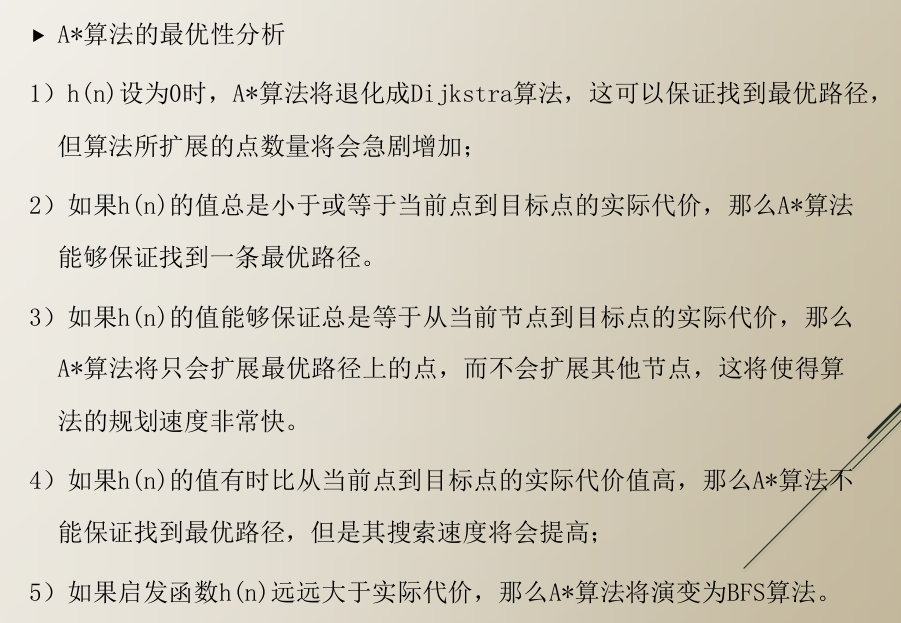 ▶ A*算法的最优性分析
1）h(n)设为0时，A*算法将退化成Dijkstra算法，这可以保证找到最优路径，
但算法所扩展的点数量将会急剧增加；
2）如果h(n)的值总是小于或等于当前点到目标点的实际代价，那么A*算法
能够保证找到一条最优路径。
3）如果h(n)的值能够保证总是等于从当前节点到目标点的实际代价，那么
A*算法将只会扩展最优路径上的点，而不会扩展其他节点，这将使得算
法的规划速度非常快。
4）如果h(n)的值有时比从当前点到目标点的实际代价值高，那么A*算法不
能保证找到最优路径，但是其搜索速度将会提高；
5）如果启发函数h(n)远远大于实际代价，那么A*算法将演变为BFS算法。